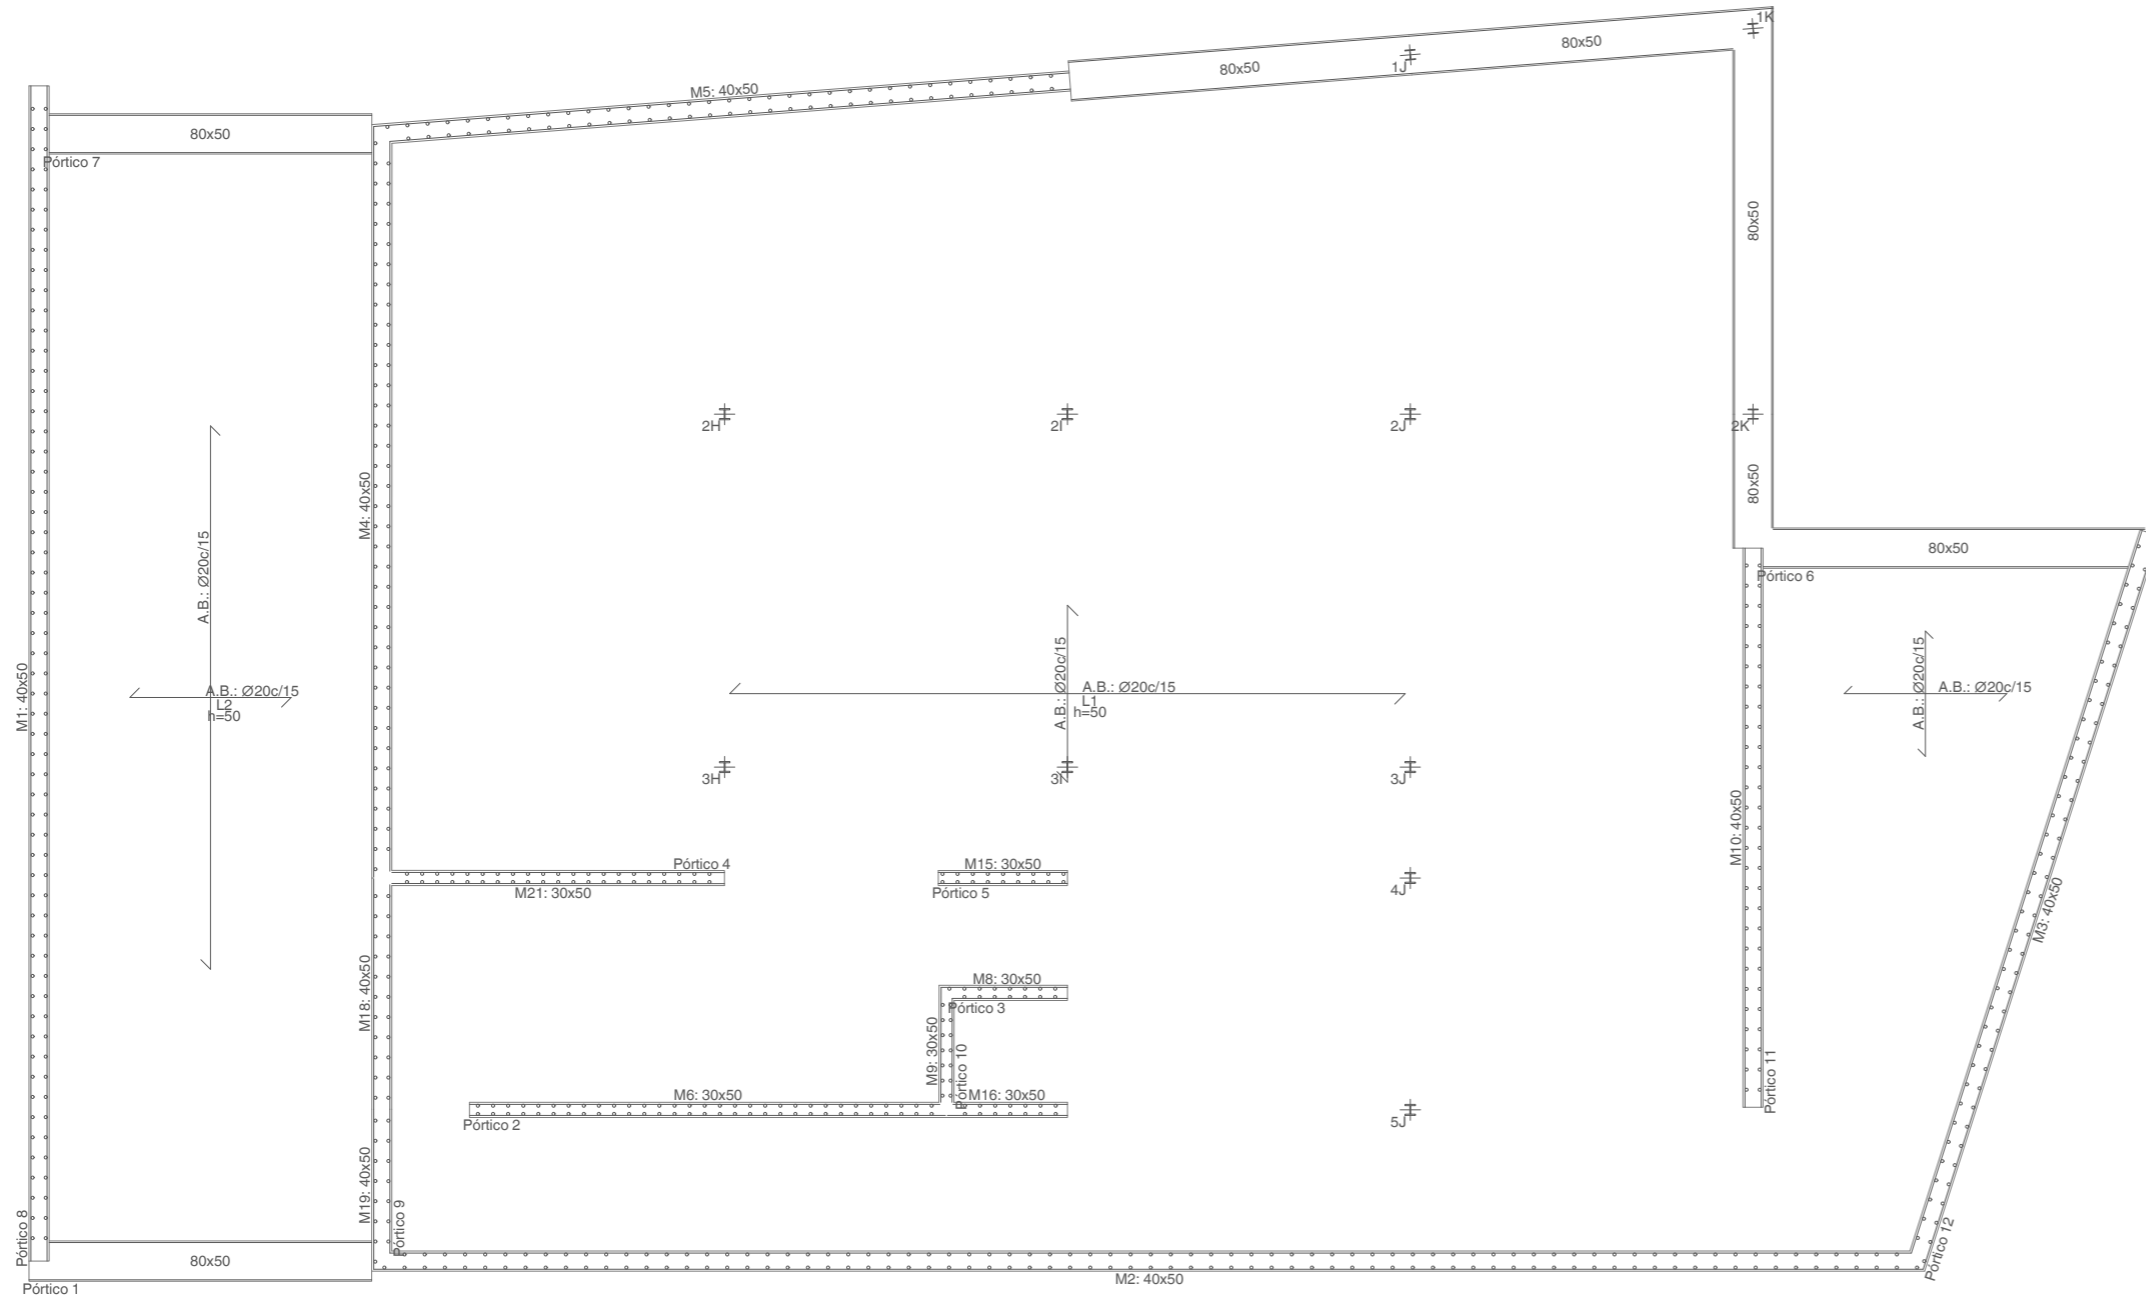 1K
80x50
1J
80x50
M5: 40x50
80x50
Pórtico 7
80x50
2H
2I
2J
2K
80x50
M4: 40x50
80x50
Pórtico 6
A.B.: Ø20c/15
A.B.: Ø20c/15
L2
h=50
M1: 40x50
A.B.: Ø20c/15
A.B.: Ø20c/15
L1
h=50
A.B.: Ø20c/15
A.B.: Ø20c/15
3H
3J
M10: 40x50
Pórtico 4
M21: 30x50
M15: 30x50
Pórtico 5
4J
M3: 40x50
M18: 40x50
M8: 30x50
Pórtico 3
M9: 30x50
Pórtico 10
M6: 30x50
M16: 30x50
Pórtico 2
5J
Pórtico 11
M19: 40x50
Pórtico 9
Pórtico 8
80x50
Pórtico 1
M2: 40x50
Pórtico 12